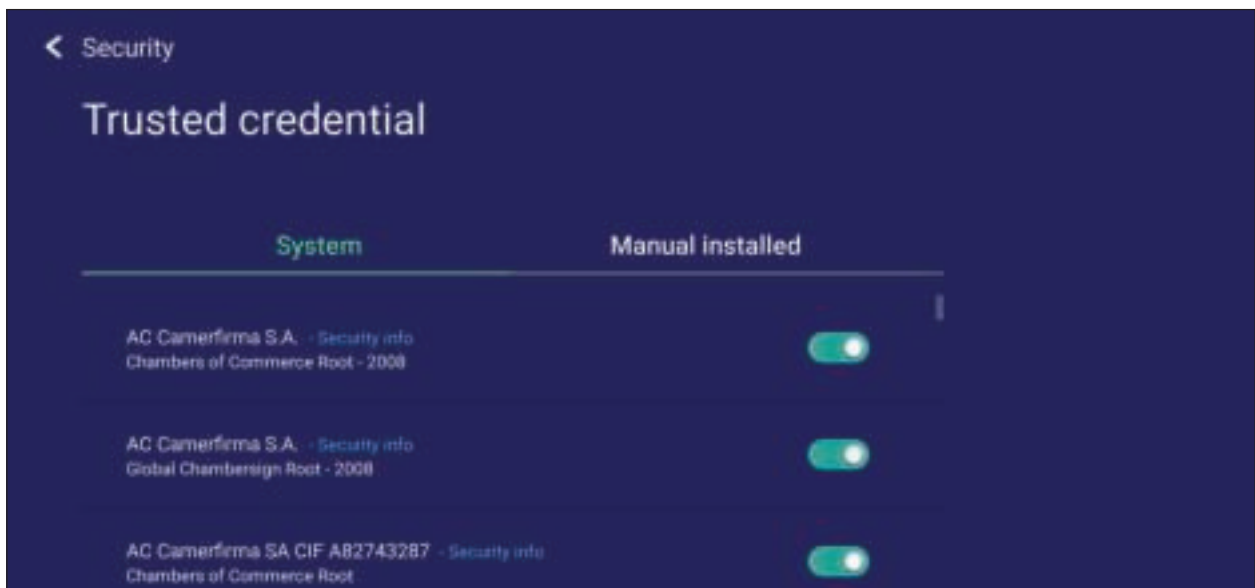 Security
Trusted credential
System Manual installed
AC Camerfirma S.A. - Security info
Chambers of Commerce Root - 2008
AC Camerfirma S.A. - Security info
Global Chambersign Root - 2008
AC Camerfirma SA CIF A82743287 - Security info
Chambers of Commerce Root